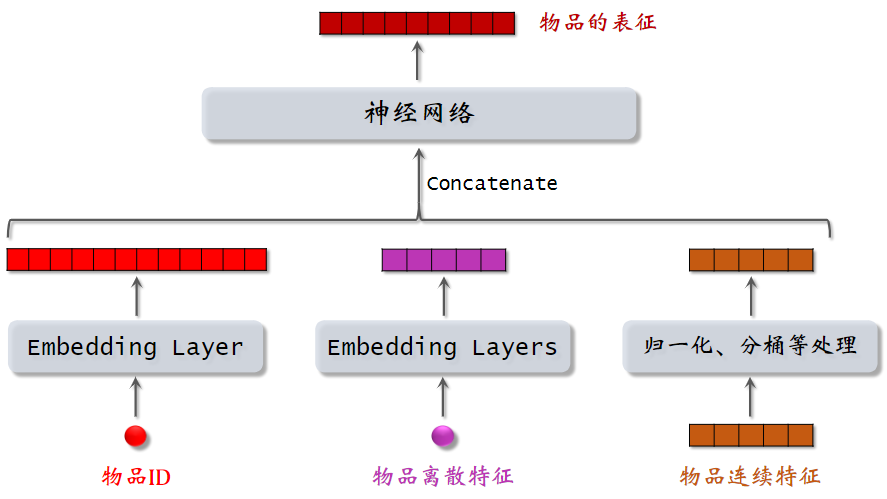 物品的表征
神经网络
Concatenate
Embedding Layer
Embedding Layers
归一化、分桶等处理
物品ID
物品离散特征
物品连续特征